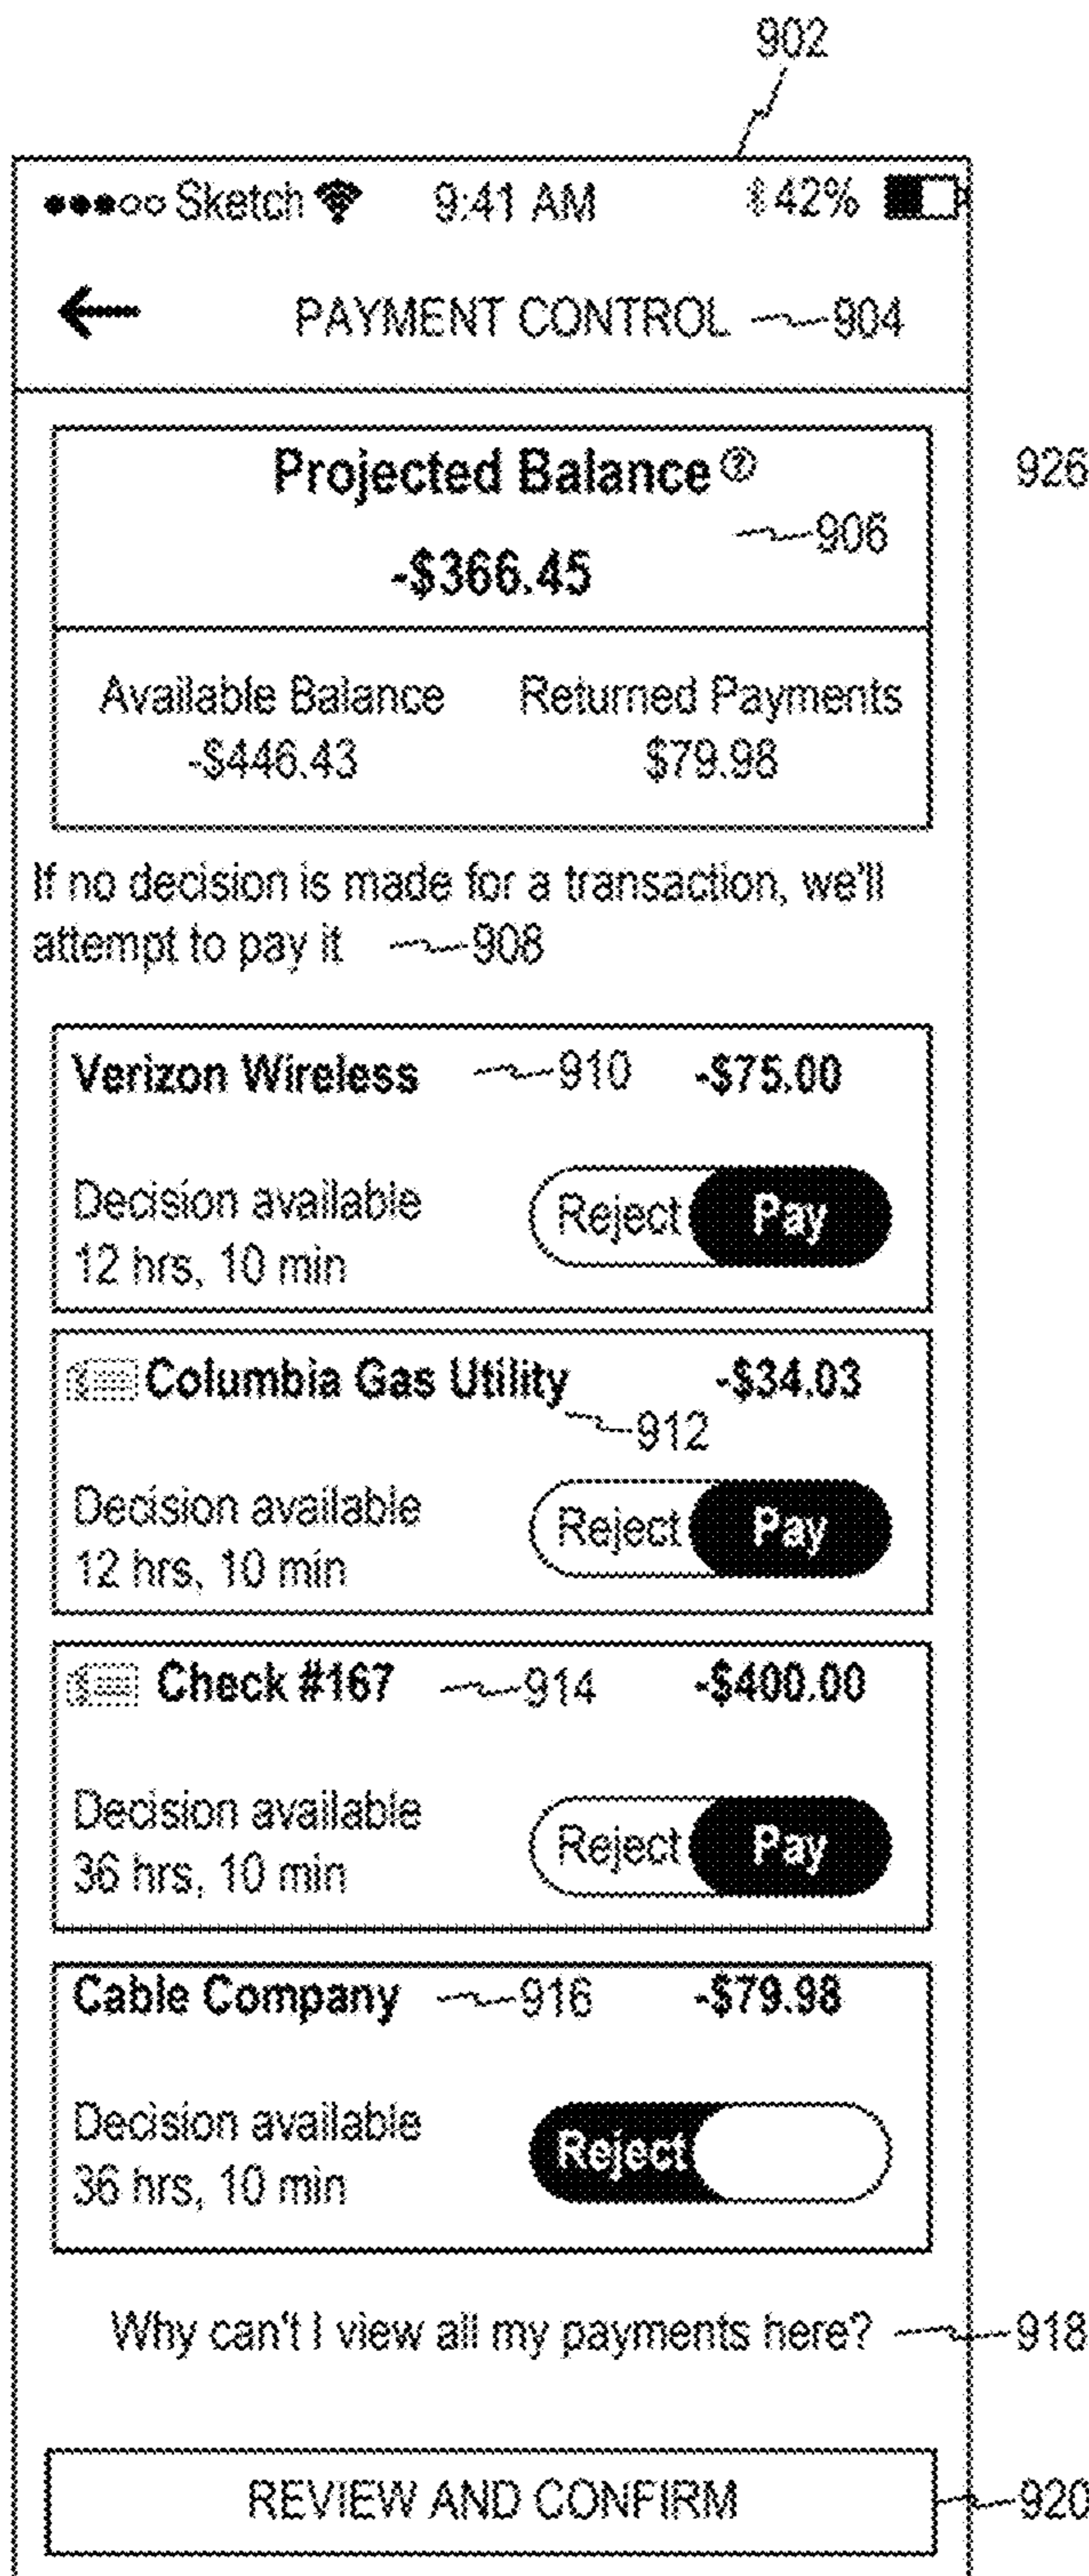 902
Sketch 9:41 AM 42%
PAYMENT CONTROL 904
Projected Balance ? 926
906
-$366.45
Available Balance Returned Payments
-$446.43 $79.98
If no decision is made for a transaction, we'll
attempt to pay it 908
Verizon Wireless 910 -$75.00
Decision available
12 hrs, 10 min
Reject Pay
Columbia Gas Utility -$34.03
912
Decision available
12 hrs, 10 min
Reject Pay
Check #167 914 -$400.00
Decision available
36 hrs, 10 min
Reject Pay
Cable Company 916 -$79.98
Decision available
36 hrs, 10 min
Reject
Why can't I view all my payments here? 918
REVIEW AND CONFIRM 920